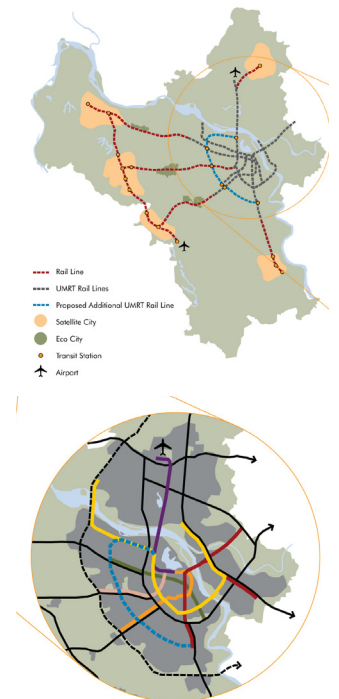 Rail Line
UMRT Rail Lines
Proposed Additional UMRT Rail Line
Satellite City
Eco City
Transit Station
Airport